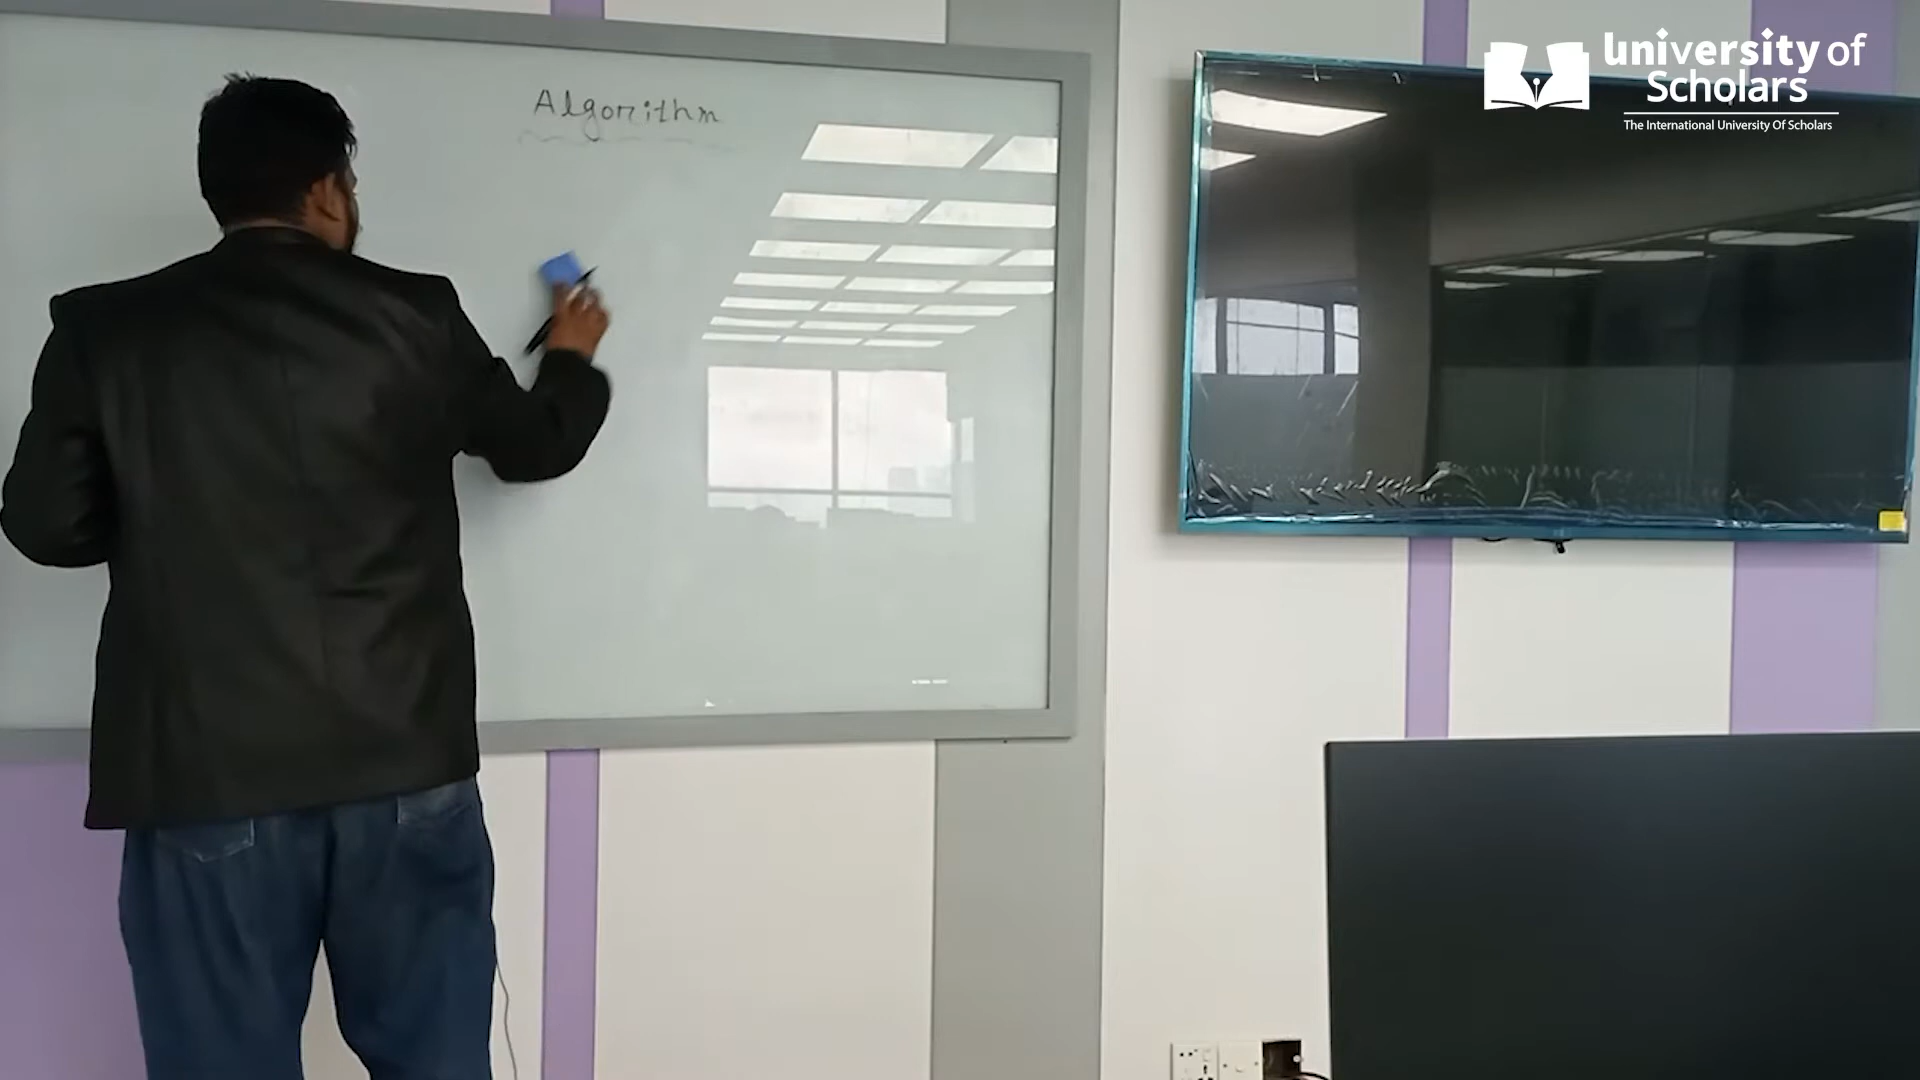 Algorithm
University of
Scholars
The International University Of Scholars